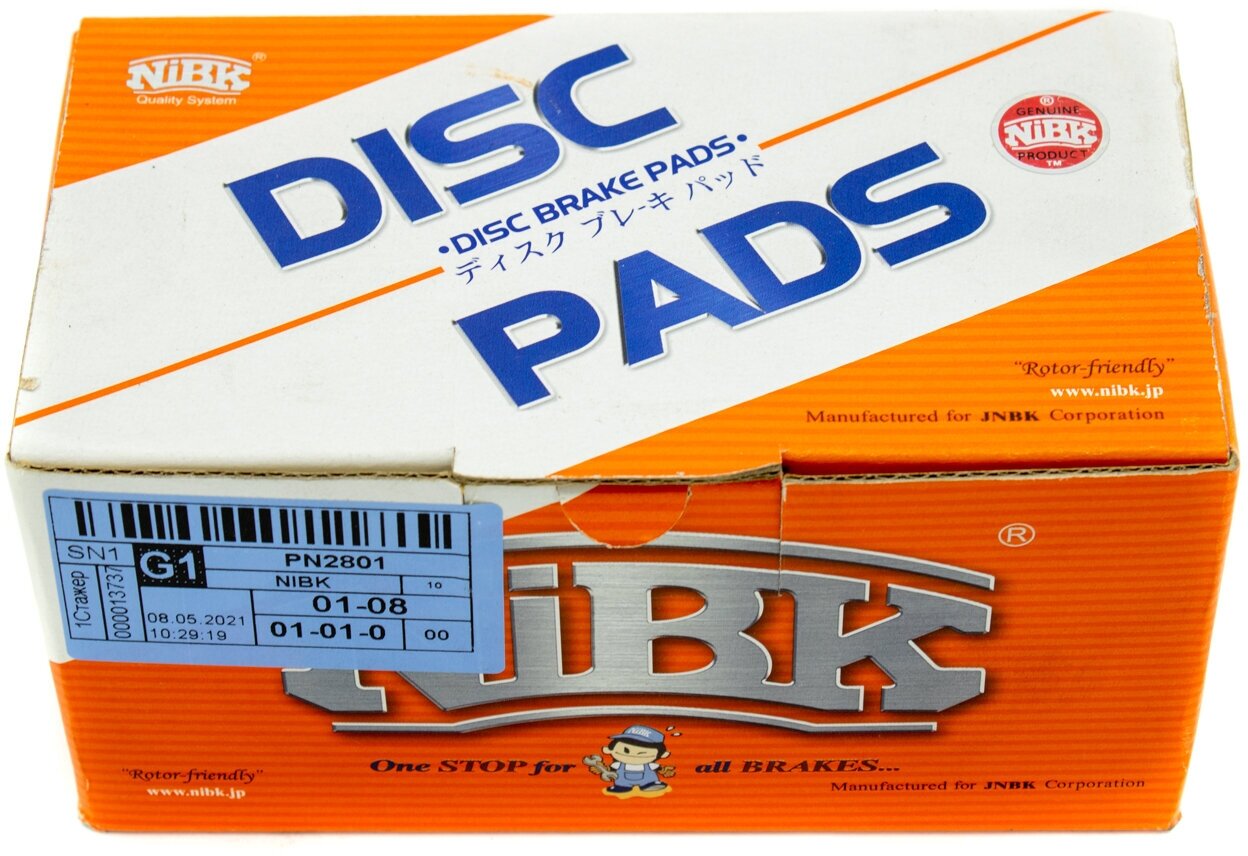 NiBK®
Quality System
DISC
•DISC BRAKE PADS•
ディスク ブレーキ パッド
PADS
®
GENUINE
NiBK
PRODUCT
TM
"Rotor-friendly"
www.nibk.jp
Manufactured for JNBK Corporation
SN1
G1
PN2801
1Стажер
000013737
NIBK
10
08.05.2021
10:29:19
01-08
01-01-0
00
NiBK®
NiBK
One STOP for all BRAKES...
"Rotor-friendly"
www.nibk.jp
Manufactured for JNBK Corporation